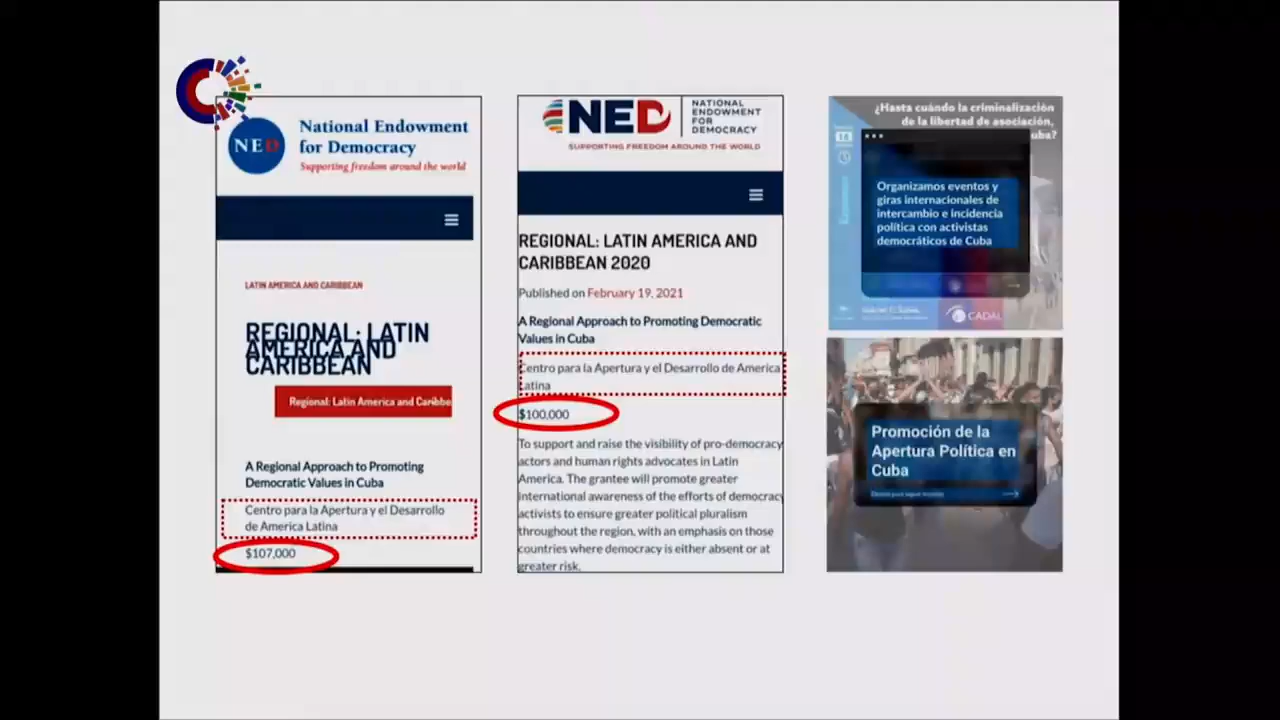 NED
National Endowment
for Democracy
Supporting freedom around the world
LATIN AMERICA AND CARIBBEAN
REGIONAL: LATIN
AMERICA AND
CARIBBEAN
Regional: Latin America and Caribbe
A Regional Approach to Promoting
Democratic Values in Cuba
Centro para la Apertura y el Desarrollo
de America Latina
$107,000
NED
NATIONAL
ENDOWMENT
FOR
DEMOCRACY
SUPPORTING FREEDOM AROUND THE WORLD
REGIONAL: LATIN AMERICA AND
CARIBBEAN 2020
Published on February 19, 2021
A Regional Approach to Promoting Democratic
Values in Cuba
Centro para la Apertura y el Desarrollo de America
Latina
$100,000
To support and raise the visibility of pro-democracy
actors and human rights advocates in Latin
America. The grantee will promote greater
international awareness of the efforts of democracy
activists to ensure greater political pluralism
throughout the region, with an emphasis on those
countries where democracy is either absent or at
greater risk.
¿Hasta cuándo la criminalización
de la libertad de asociación,
uba?
Organizamos eventos y
giras internacionales de
intercambio e incidencia
política con activistas
democráticos de Cuba
CADAL
Promoción de la
Apertura Política en
Cuba